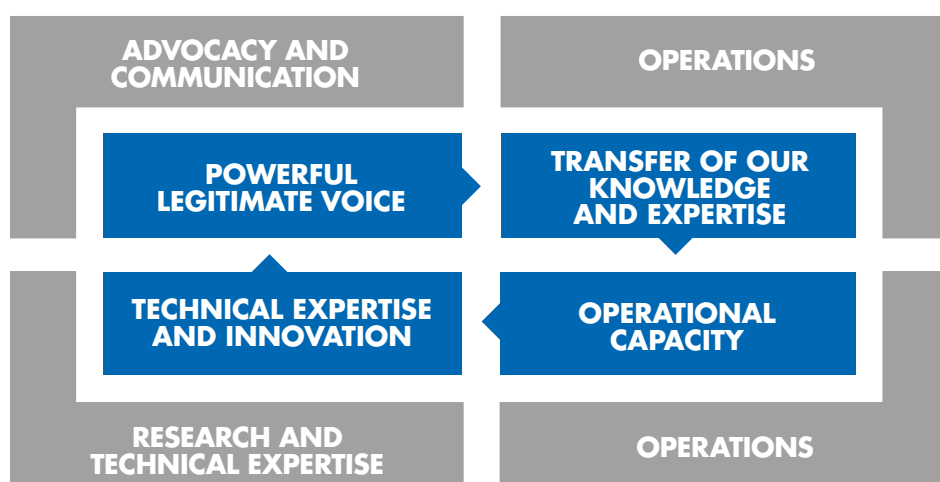 ADVOCACY AND
COMMUNICATION
OPERATIONS
POWERFUL
LEGITIMATE VOICE
TRANSFER OF OUR
KNOWLEDGE
AND EXPERTISE
TECHNICAL EXPERTISE
AND INNOVATION
OPERATIONAL
CAPACITY
RESEARCH AND
TECHNICAL EXPERTISE
OPERATIONS